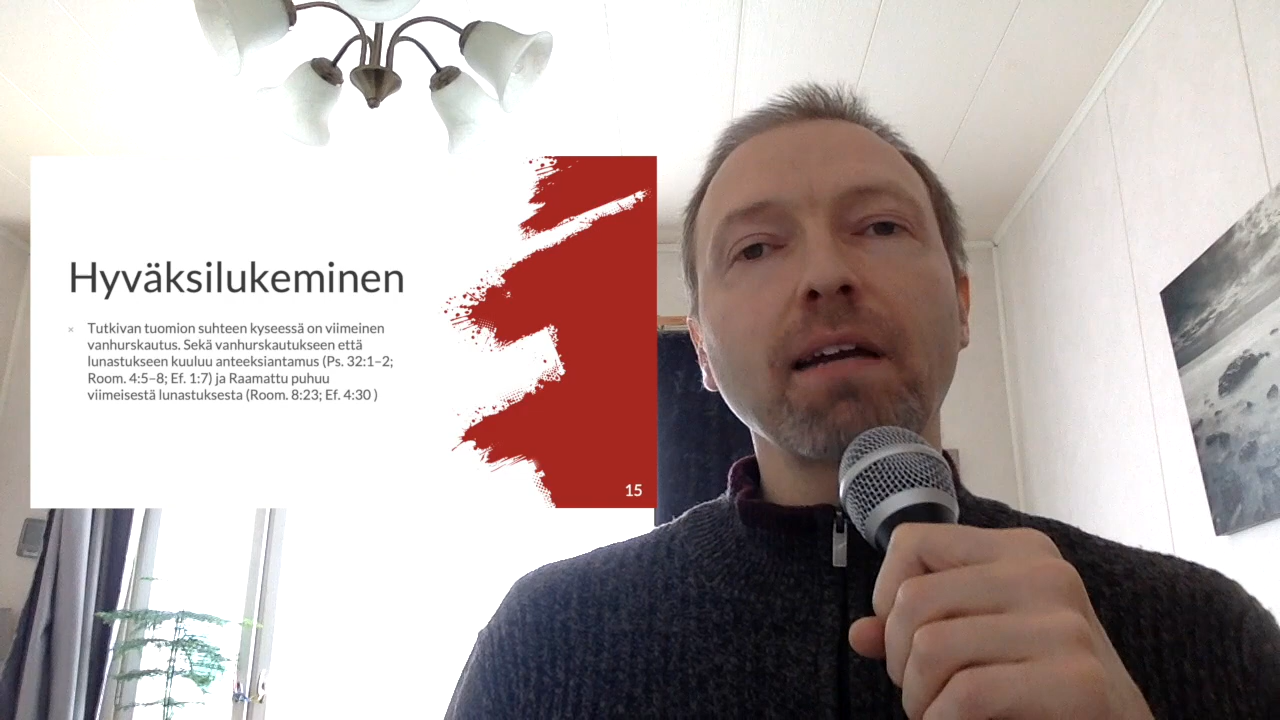 Hyväksilukeminen
× Tutkivan tuomion suhteen kyseessä on viimeinen
vanhurskautus. Sekä vanhurskautukseen että
lunastukseen kuuluu anteeksiantamus (Ps. 32:1–2;
Room. 4:5–8; Ef. 1:7) ja Raamattu puhuu
viimeisestä lunastuksesta (Room. 8:23; Ef. 4:30 )
15